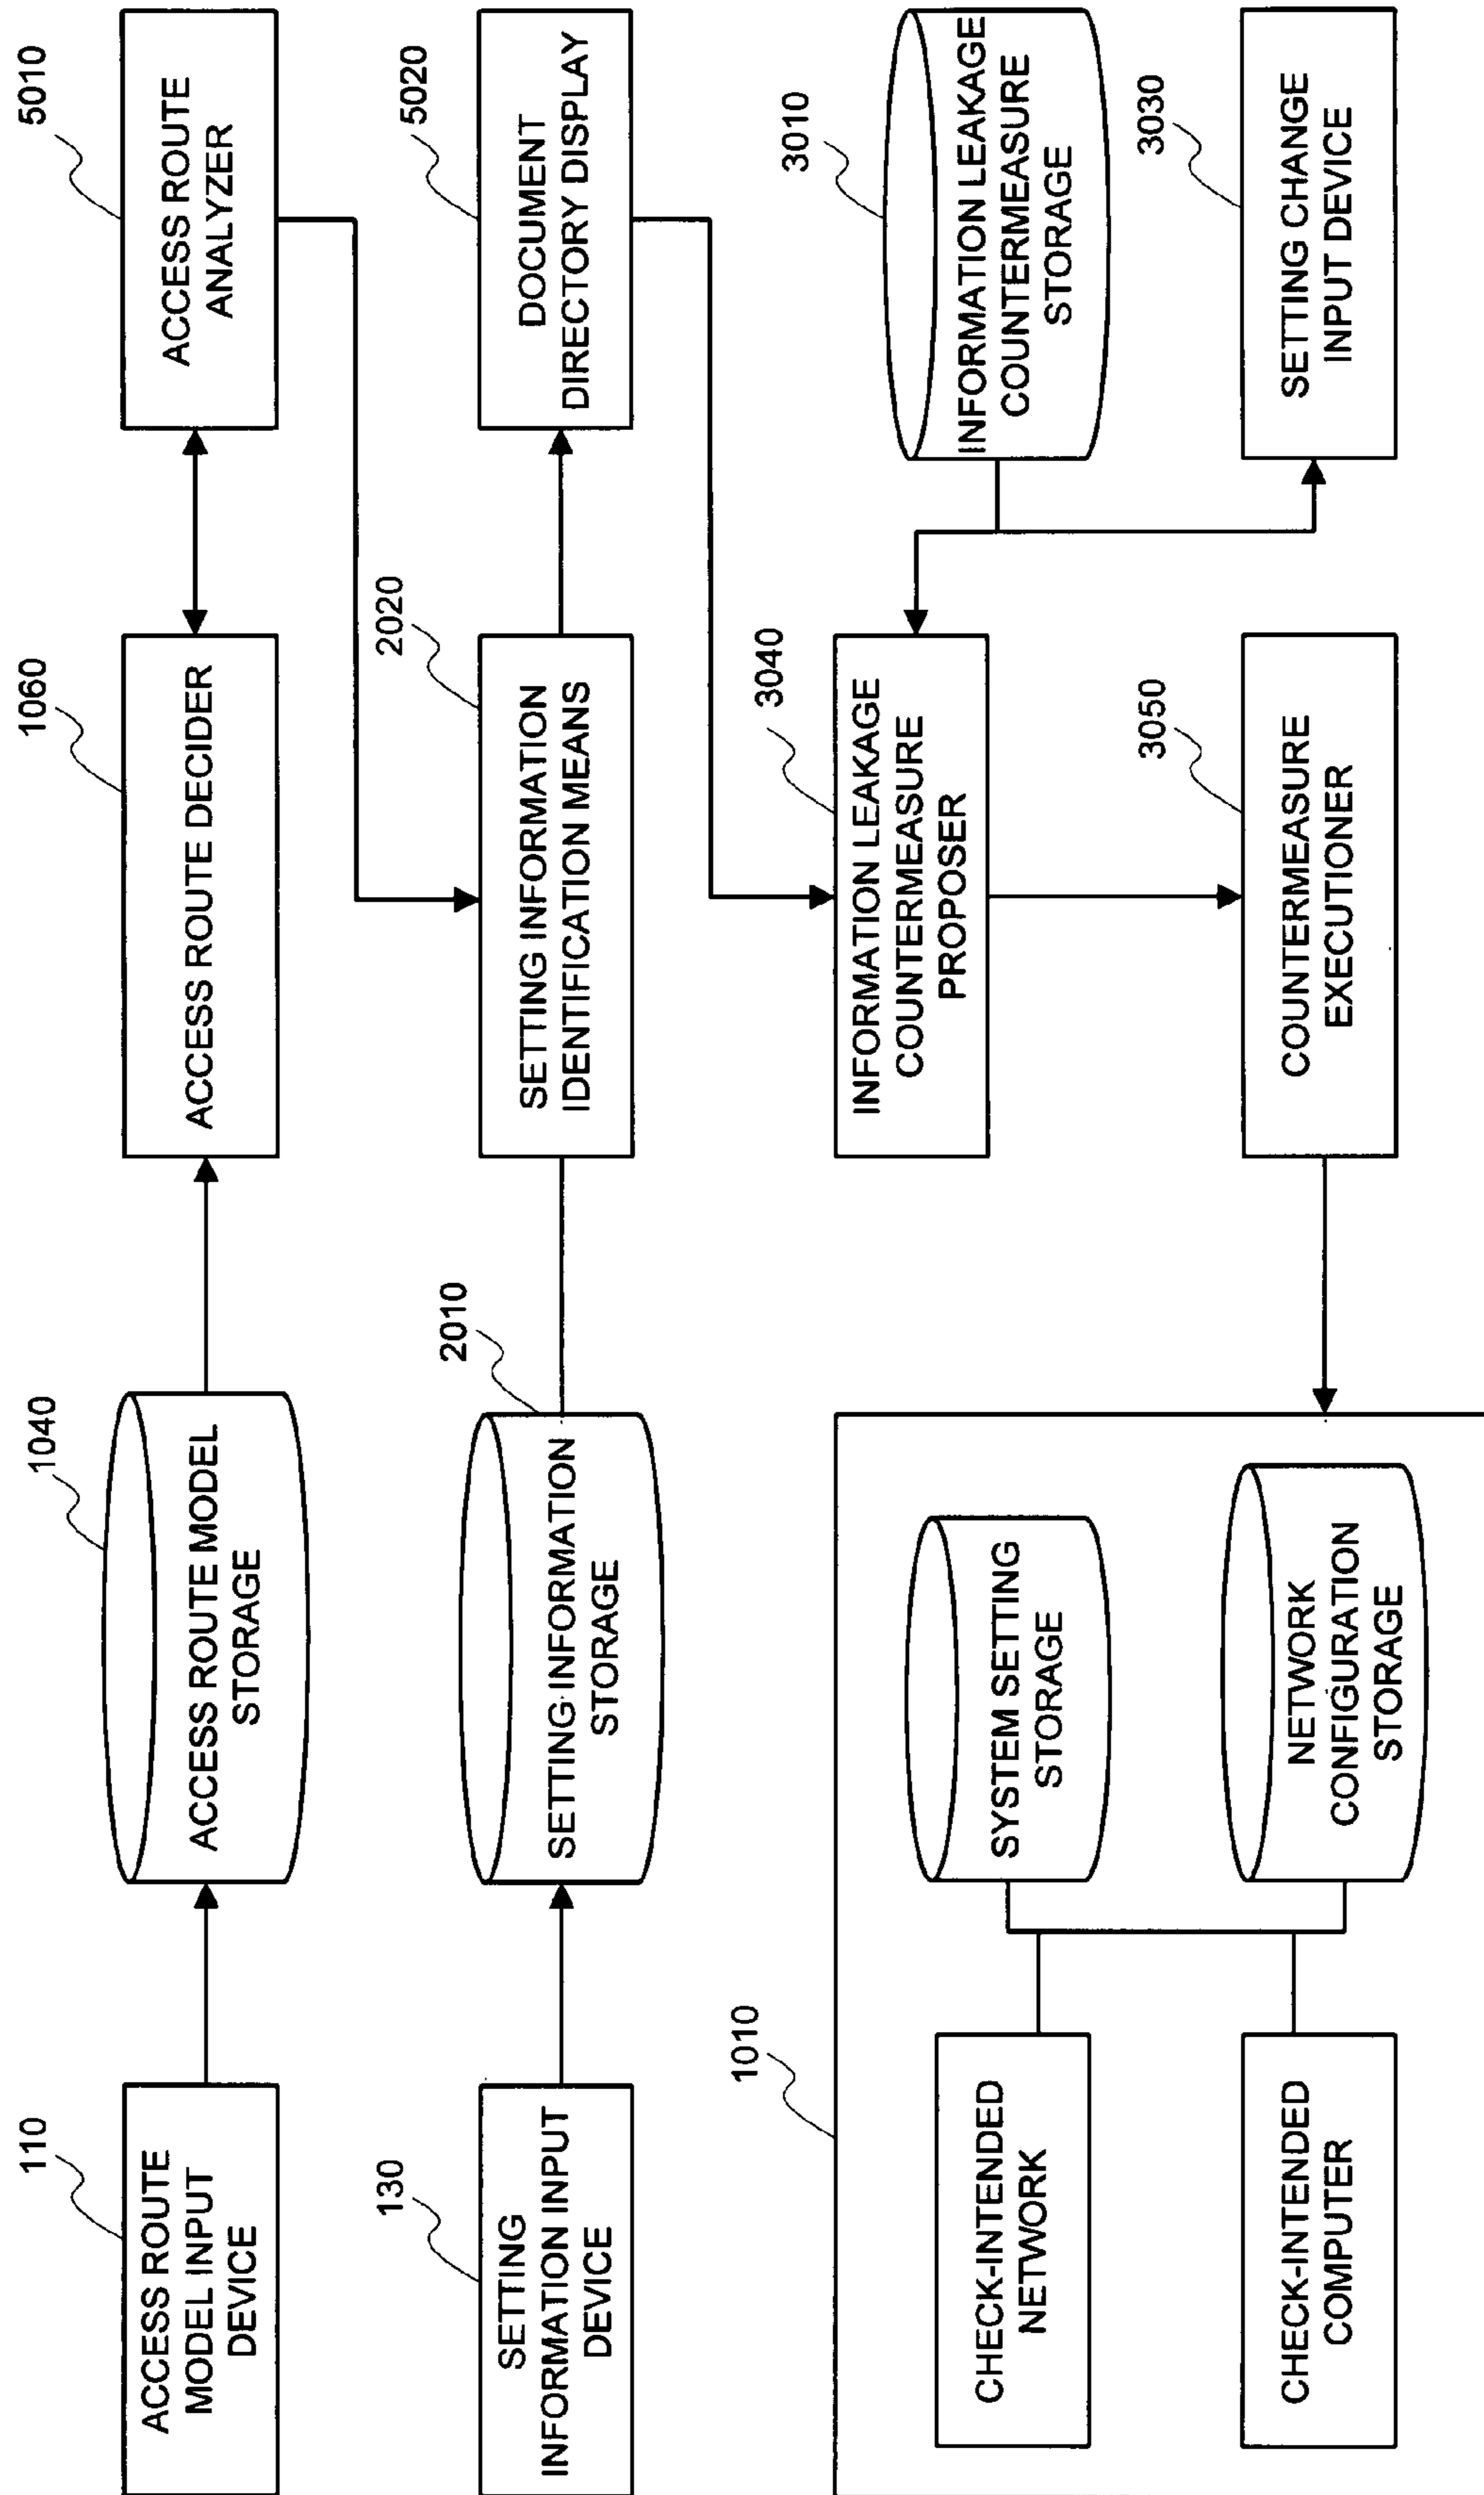 110
ACCESS ROUTE
MODEL INPUT
DEVICE
1040
ACCESS ROUTE MODEL
STORAGE
1060
ACCESS ROUTE DECIDER
5010
ACCESS ROUTE
ANALYZER
130
SETTING
INFORMATION INPUT
DEVICE
2010
SETTING INFORMATION
STORAGE
2020
SETTING INFORMATION
IDENTIFICATION MEANS
5020
DOCUMENT
DIRECTORY DISPLAY
1010
CHECK-INTENDED
NETWORK
SYSTEM SETTING
STORAGE
3040
INFORMATION LEAKAGE
COUNTERMEASURE
PROPOSER
3010
INFORMATION LEAKAGE
COUNTERMEASURE
STORAGE
CHECK-INTENDED
COMPUTER
NETWORK
CONFIGURATION
STORAGE
3050
COUNTERMEASURE
EXECUTIONER
3030
SETTING CHANGE
INPUT DEVICE